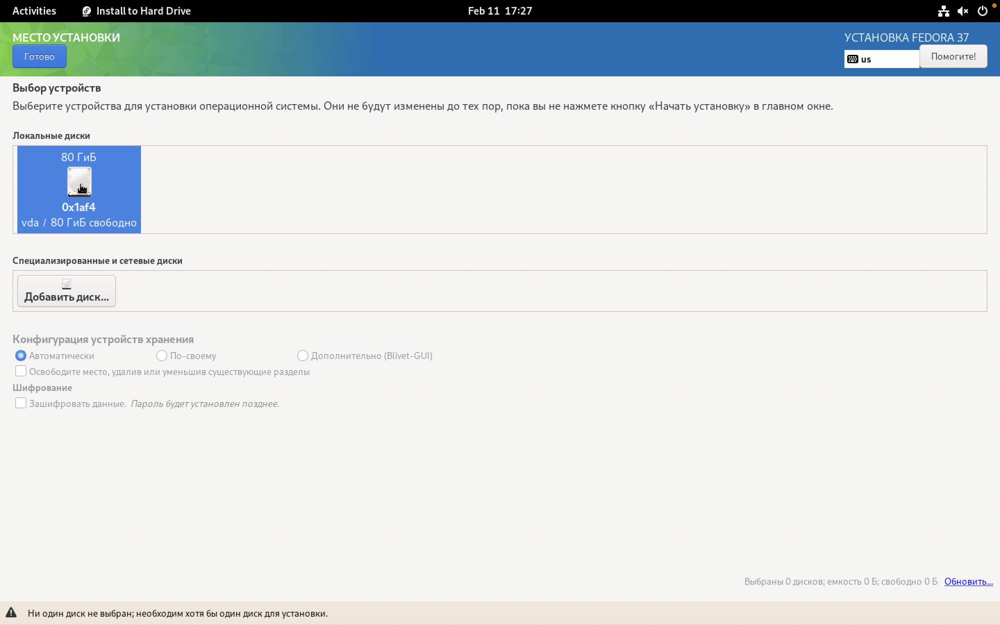 Activities Install to Hard Drive Feb 11 17:27
МЕСТО УСТАНОВКИ
Готово
УСТАНОВКА FEDORA 37
us
Помогите!
Выбор устройств
Выберите устройства для установки операционной системы. Они не будут изменены до тех пор, пока вы не нажмете кнопку «Начать установку» в главном окне.
Локальные диски
80 ГиБ
0x1af4
vda / 80 ГиБ свободно
Специализированные и сетевые диски
Добавить диск...
Конфигурация устройств хранения
Автоматически По-своему Дополнительно (Blivet-GUI)
Освободите место, удалив или уменьшив существующие разделы
Шифрование
Зашифровать данные. Пароль будет установлен позднее.
Выбраны 0 дисков; емкость 0 Б; свободно 0 Б Обновить...
Ни один диск не выбран; необходим хотя бы один диск для установки.